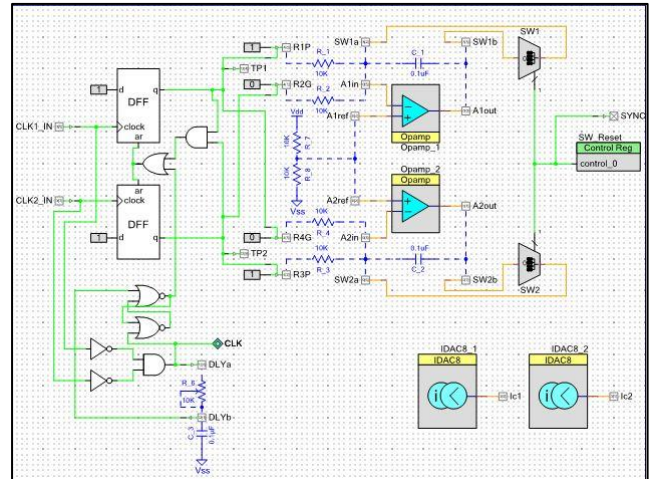 SW1
1 R1P
SW1a
SW1b
R_1
10K
C_1
0.1uF
TP1
1 d DFF q
CLK1_IN
clock
ar
0 R2G
R_2
10K
A1in
A1ref
A1out
Opamp
Opamp_1
SYNC
SW_Reset
Control Reg
control_0
Vdd
10K
R_7
10K
R_8
Vss
ar
CLK2_IN
clock
DFF
1 d q
Opamp_2
Opamp
A2ref
A2out
10K
R_4
0 R4G
A2in
0.1uF
C_2
TP2
10K
R_3
1 R3P
SW2a
SW2b
SW2
CLK
DLYa
R_6
10K
DLYb
C_3
0.1uF
Vss
IDAC8_1
IDAC8
Ic1
IDAC8_2
IDAC8
Ic2